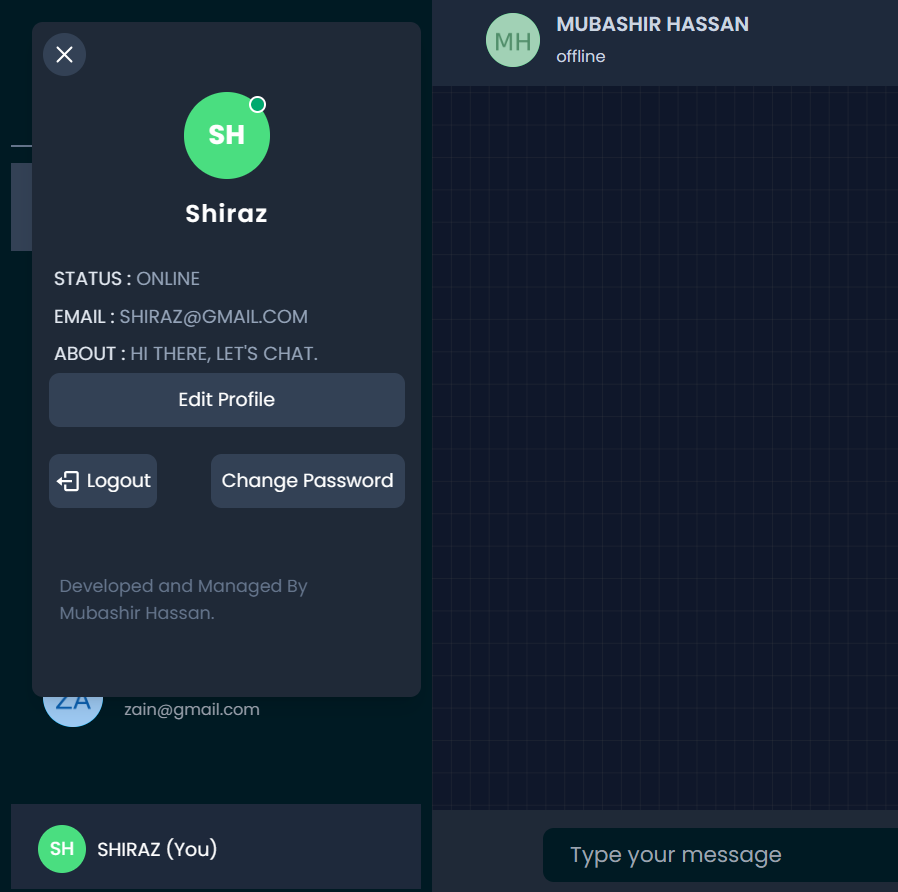 SH
Shiraz
STATUS : ONLINE
EMAIL : SHIRAZ@GMAIL.COM
ABOUT : HI THERE, LET'S CHAT.
Edit Profile
Logout
Change Password
Developed and Managed By
Mubashir Hassan.
ZA
zain@gmail.com
SH
SHIRAZ (You)
MH
MUBASHIR HASSAN
offline
Type your message